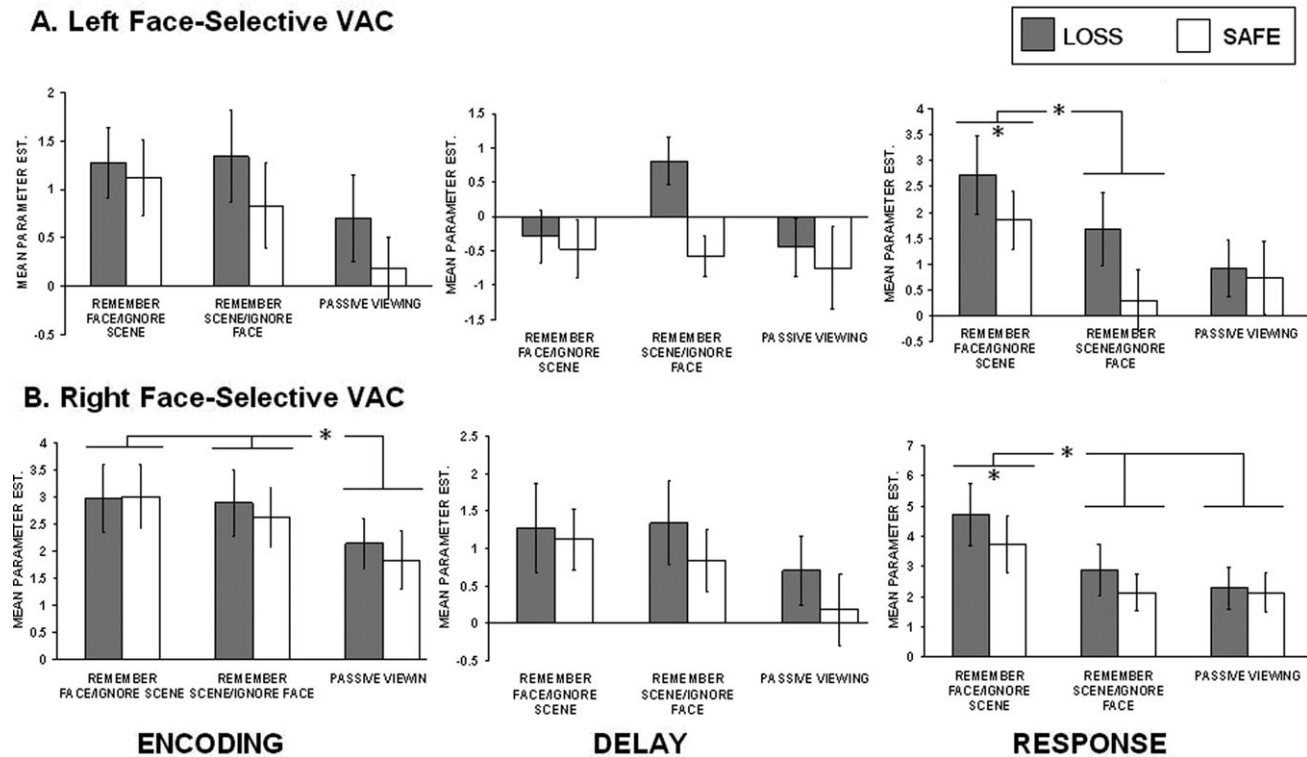 A. Left Face-Selective VAC
LOSS SAFE
MEAN PARAMETER EST.
2
1.5
1
0.5
0
-0.5
REMEMBER FACE/IGNORE SCENE
REMEMBER SCENE/IGNORE FACE
PASSIVE VIEWING
MEAN PARAMETER EST.
1.5
1
0.5
0
-0.5
-1
-1.5
REMEMBER FACE/IGNORE SCENE
REMEMBER SCENE/IGNORE FACE
PASSIVE VIEWING
MEAN PARAMETER EST.
4
3.5
3
2.5
2
1.5
1
0.5
0
-0.5
*
*
REMEMBER FACE/IGNORE SCENE
REMEMBER SCENE/IGNORE FACE
PASSIVE VIEWING
B. Right Face-Selective VAC
MEAN PARAMETER EST.
4
3.5
3
2.5
2
1.5
1
0.5
0
*
REMEMBER FACE/IGNORE SCENE
REMEMBER SCENE/IGNORE FACE
PASSIVE VIEWIN
MEAN PARAMETER EST.
2.5
2
1.5
1
0.5
0
-0.5
REMEMBER FACE/IGNORE SCENE
REMEMBER SCENE/IGNORE FACE
PASSIVE VIEWING
MEAN PARAMETER EST.
7
6
5
4
3
2
1
0
*
*
REMEMBER FACE/IGNORE SCENE
REMEMBER SCENE/IGNORE FACE
PASSIVE VIEWING
ENCODING
DELAY
RESPONSE